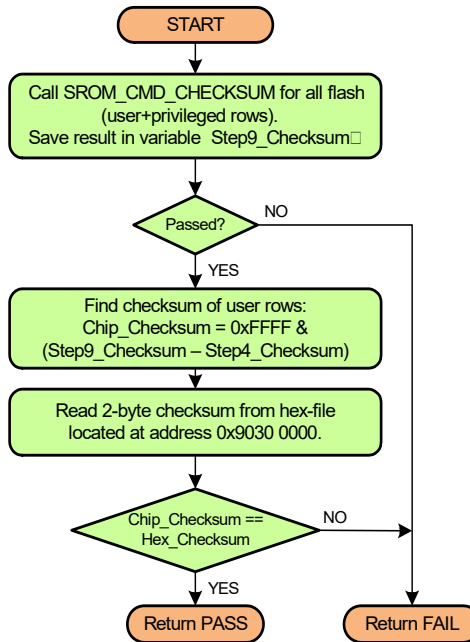 START
Call SROM_CMD_CHECKSUM for all flash
(user+privileged rows).
Save result in variable  Step9_Checksum□
Passed?
NO
YES
Find checksum of user rows:
Chip_Checksum = 0xFFFF &
(Step9_Checksum – Step4_Checksum)
Read 2-byte checksum from hex-file
located at address 0x9030 0000.
Chip_Checksum ==
Hex_Checksum
NO
YES
Return PASS
Return FAIL